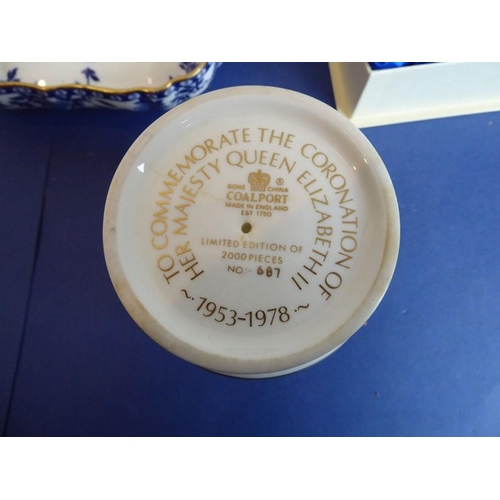 TO COMMEMORATE THE CORONATION OF
HER MAJESTY QUEEN ELIZABETH II
BONE CHINA ®
COALPORT
MADE IN ENGLAND
EST 1750
LIMITED EDITION OF
2000 PIECES
NO:- 687
~ 1953-1978 ~